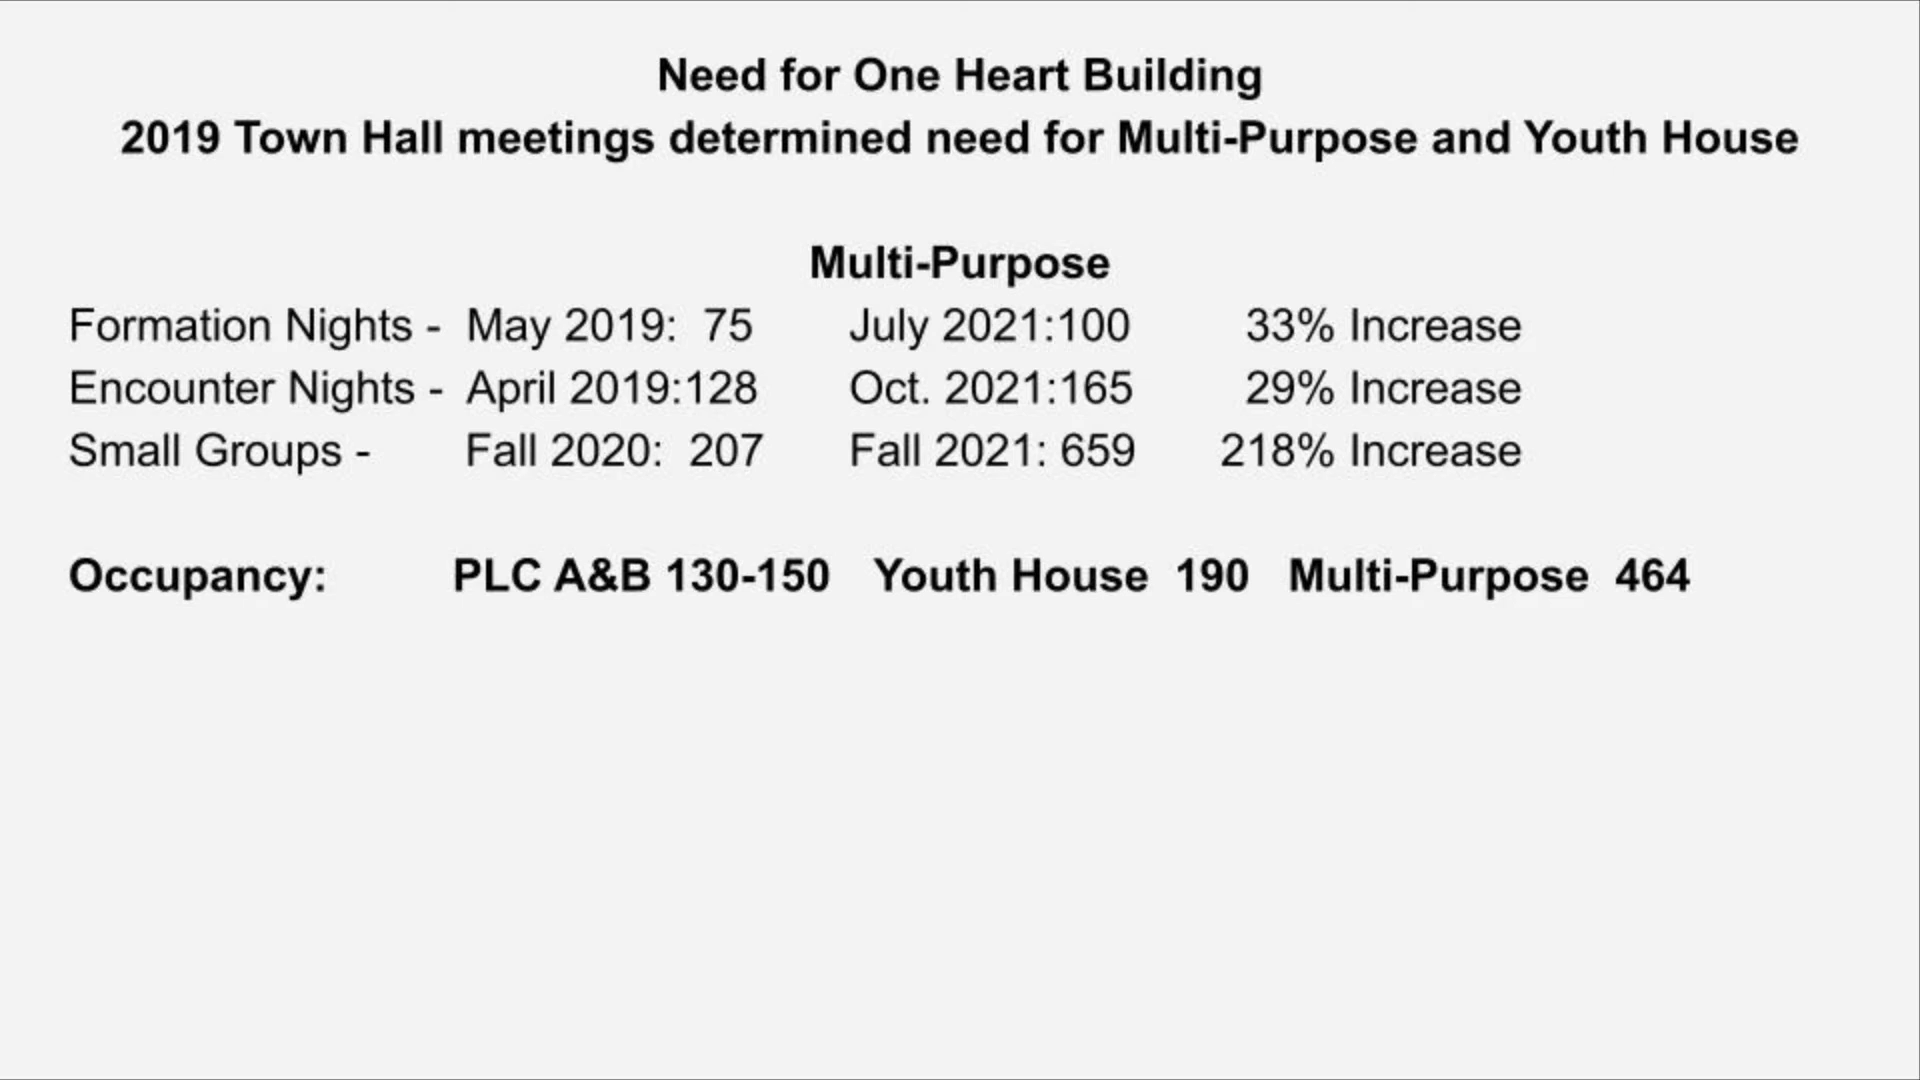 Need for One Heart Building
2019 Town Hall meetings determined need for Multi-Purpose and Youth House
Multi-Purpose
Formation Nights - May 2019: 75 July 2021:100 33% Increase
Encounter Nights - April 2019:128 Oct. 2021:165 29% Increase
Small Groups - Fall 2020: 207 Fall 2021: 659 218% Increase
Occupancy: PLC A&B 130-150 Youth House 190 Multi-Purpose 464